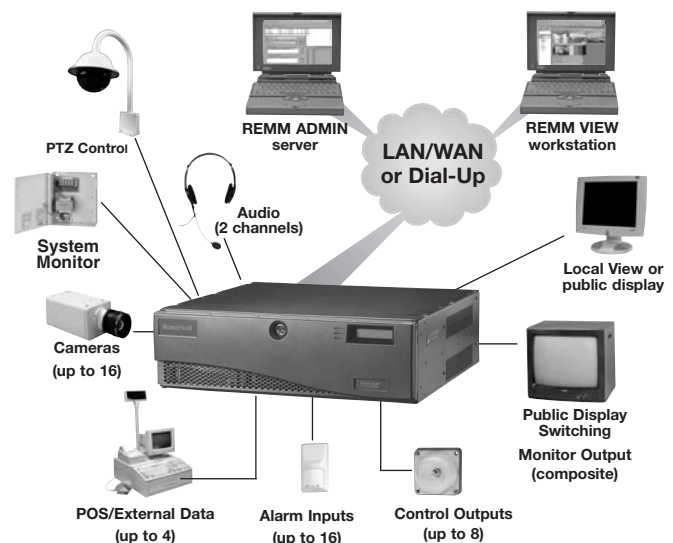 REMM ADMIN
server
REMM VIEW
workstation
LAN/WAN
or Dial-Up
PTZ Control
Audio
(2 channels)
System
Monitor
Local View or
public display
Honeywell
Cameras
(up to 16)
Public Display
Switching
Monitor Output
(composite)
POS/External Data
(up to 4)
Alarm Inputs
(up to 16)
Control Outputs
(up to 8)